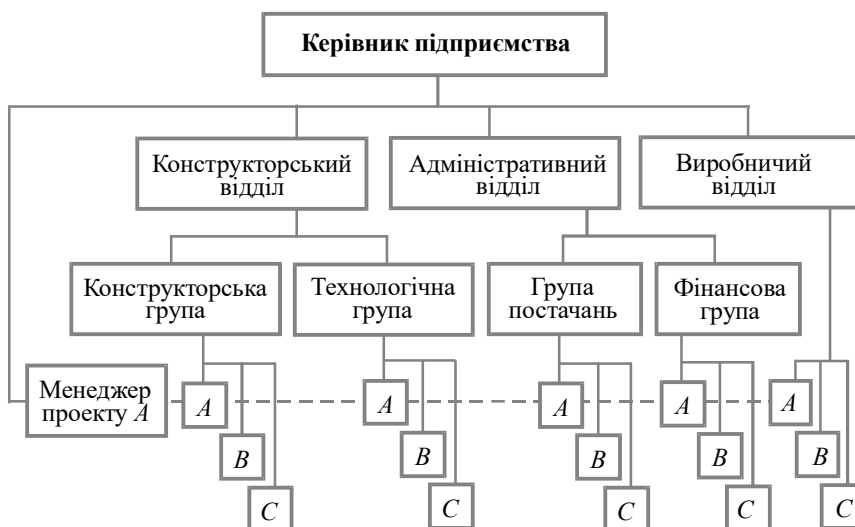 Керівник підприємства
Конструкторський
відділ
Адміністративний
відділ
Виробничий
відділ
Конструкторська
група
Технологічна
група
Група
постачань
Фінансова
група
Менеджер
проекту A
A
A
A
A
A
B
B
B
B
B
C
C
C
C
C